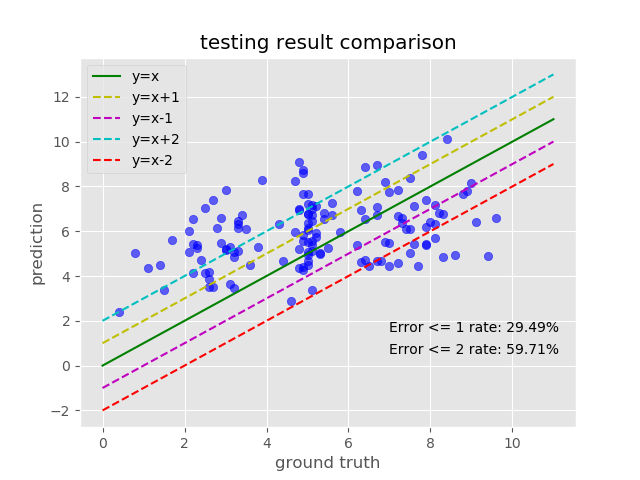 testing result comparison
y=x
y=x+1
y=x-1
y=x+2
y=x-2
12
10
8
6
4
2
0
−2
prediction
Error <= 1 rate: 29.49%
Error <= 2 rate: 59.71%
0 2 4 6 8 10
ground truth